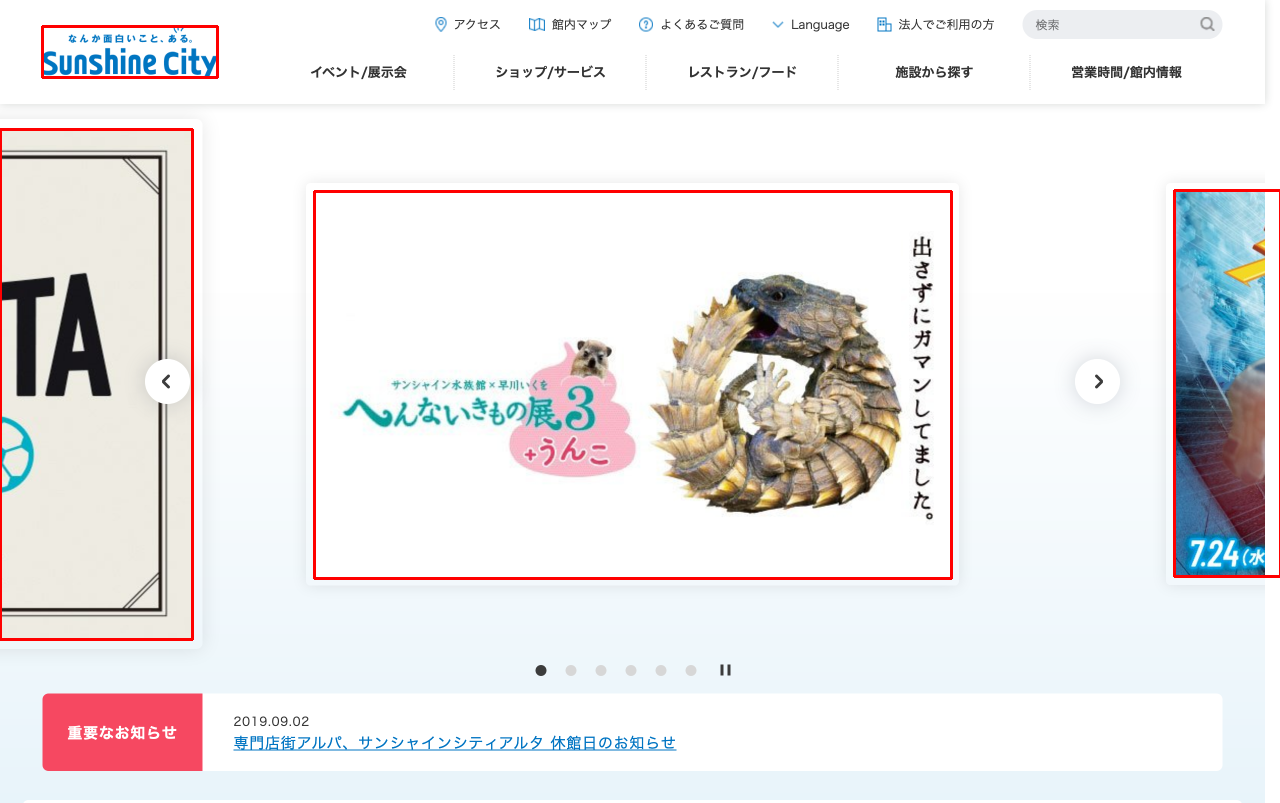 なんか面白いこと、ある。
Sunshine City
アクセス
館内マップ
よくあるご質問
Language
法人でご利用の方
検索
イベント/展示会
ショップ/サービス
レストラン/フード
施設から探す
営業時間/館内情報
TA
サンシャイン水族館×早川いくを
へんないきもの展3
+うんこ
出さずにガマンしてました。
7.24(水
重要なお知らせ
2019.09.02
専門店街アルパ、サンシャインシティアルタ 休館日のお知らせ